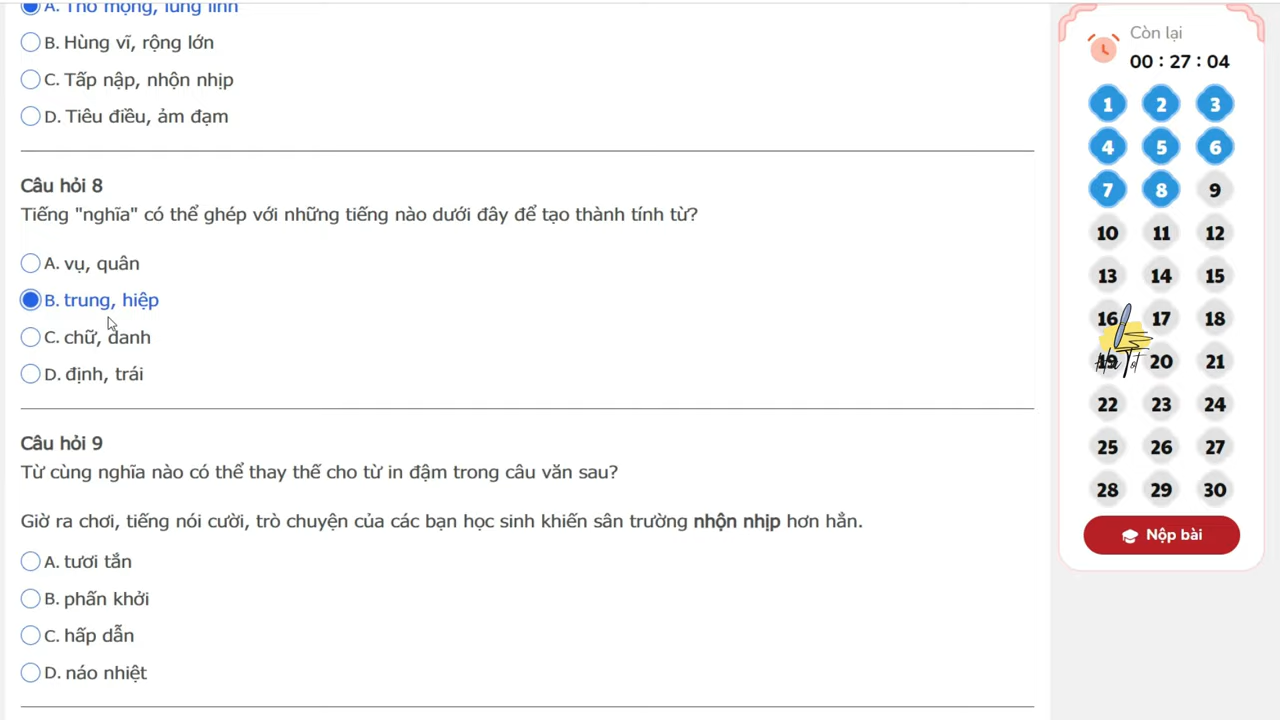 A. Thơ mộng, lung linh
B. Hùng vĩ, rộng lớn
C. Tấp nập, nhộn nhịp
D. Tiêu điều, ảm đạm
Câu hỏi 8
Tiếng "nghĩa" có thể ghép với những tiếng nào dưới đây để tạo thành tính từ?
A. vụ, quân
B. trung, hiệp
C. chữ, danh
D. định, trái
Câu hỏi 9
Từ cùng nghĩa nào có thể thay thế cho từ in đậm trong câu văn sau?
Giờ ra chơi, tiếng nói cười, trò chuyện của các bạn học sinh khiến sân trường nhộn nhịp hơn hẳn.
A. tươi tắn
B. phấn khởi
C. hấp dẫn
D. náo nhiệt
Còn lại
00 : 27 : 04
1 2 3
4 5 6
7 8 9
10 11 12
13 14 15
16 17 18
19 20 21
22 23 24
25 26 27
28 29 30
Nộp bài